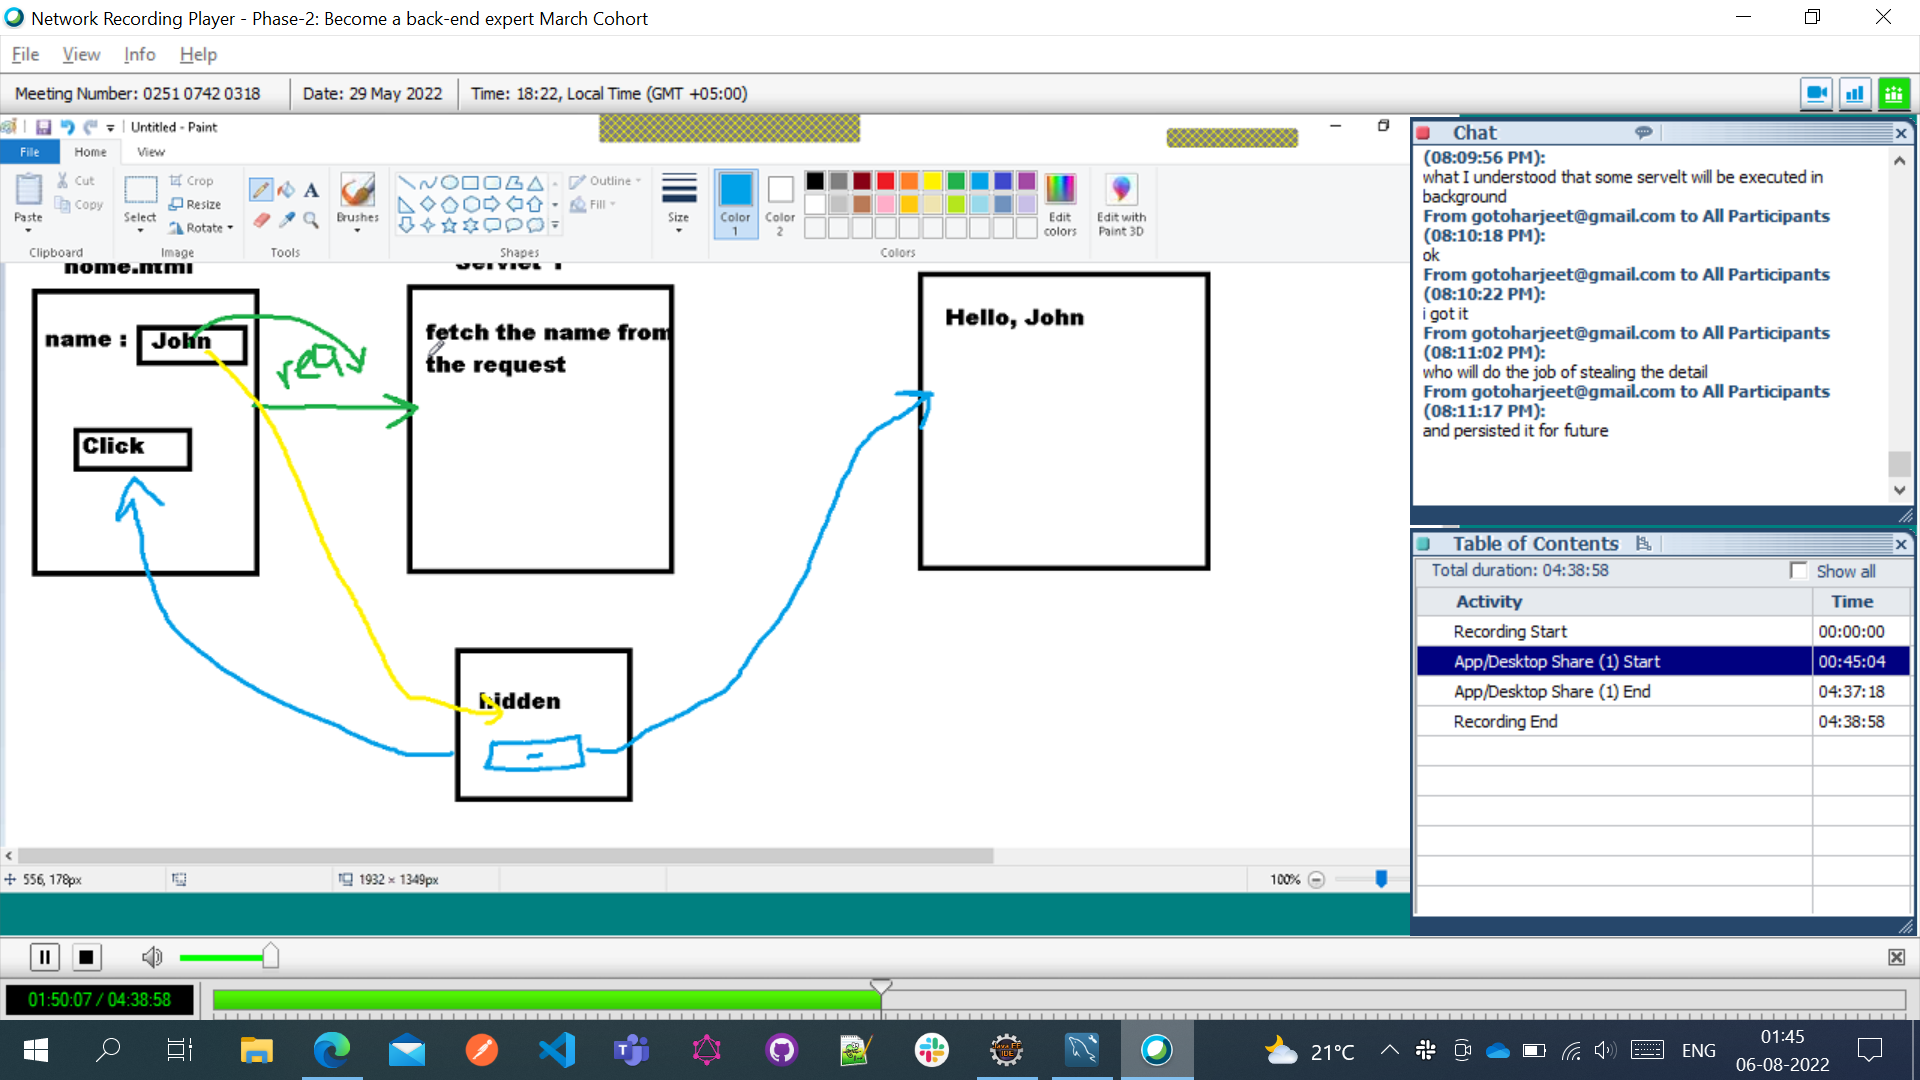 Network Recording Player - Phase-2: Become a back-end expert March Cohort
File View Info Help
Meeting Number: 0251 0742 0318 Date: 29 May 2022 Time: 18:22, Local Time (GMT +05:00)
Untitled - Paint
File Home View
Paste
Cut
Copy
Clipboard
Select
Crop
Resize
Rotate
Image
A
Tools
Brushes
Outline
Fill
Shapes
Size
Color 1
Color 2
Edit colors
Edit with Paint 3D
Colors
home.html
Servlet 1
name :
John
req
Click
fetch the name from
the request
Hello, John
hidden
556, 178px
1932 × 1349px
100%
Chat
(08:09:56 PM):
what I understood that some servelt will be executed in
background
From gotoharjeet@gmail.com to All Participants
(08:10:18 PM):
ok
From gotoharjeet@gmail.com to All Participants
(08:10:22 PM):
i got it
From gotoharjeet@gmail.com to All Participants
(08:11:02 PM):
who will do the job of stealing the detail
From gotoharjeet@gmail.com to All Participants
(08:11:17 PM):
and persisted it for future
Table of Contents
Total duration: 04:38:58 Show all
Activity Time
Recording Start 00:00:00
App/Desktop Share (1) Start 00:45:04
App/Desktop Share (1) End 04:37:18
Recording End 04:38:58
01:50:07 / 04:38:58
21°C
ENG
01:45
06-08-2022